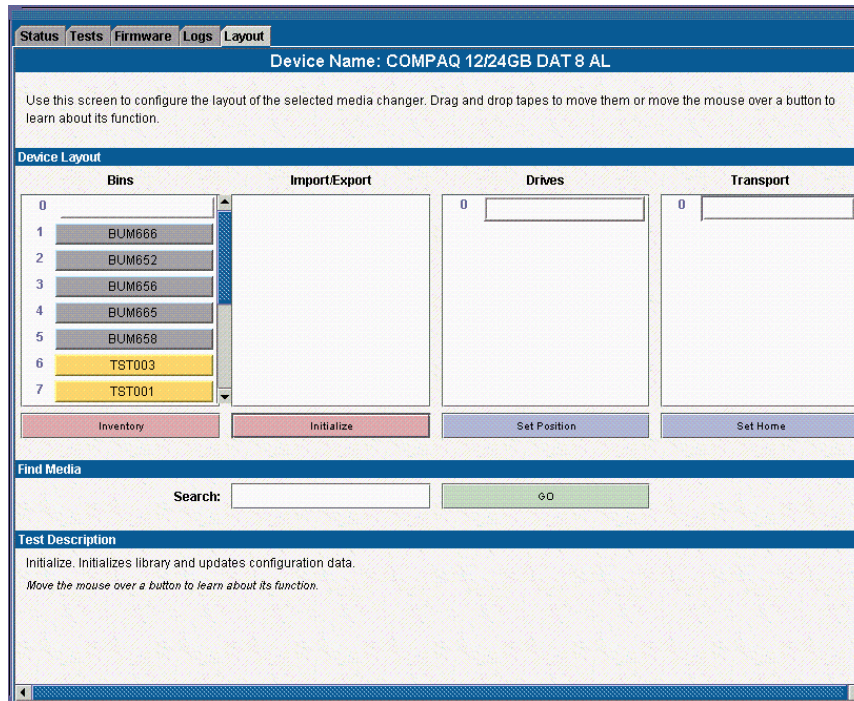 Status Tests Firmware Logs Layout
Device Name: COMPAQ 12/24GB DAT 8 AL
Use this screen to configure the layout of the selected media changer. Drag and drop tapes to move them or move the mouse over a button to
learn about its function.
Device Layout
Bins Import/Export Drives Transport
0 0 0
1 BUM666
2 BUM652
3 BUM656
4 BUM665
5 BUM658
6 TST003
7 TST001
Inventory Initialize Set Position Set Home
Find Media
Search: GO
Test Description
Initialize. Initializes library and updates configuration data.
Move the mouse over a button to learn about its function.